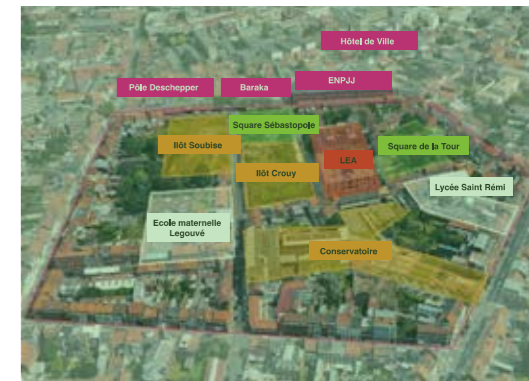 Hôtel de Ville
Pôle Deschepper
Baraka
ENPJJ
Square Sébastopole
Ilôt Soubise
LEA
Square de la Tour
Ilôt Crouy
Lycée Saint Rémi
Ecole maternelle
Legouvé
Conservatoire